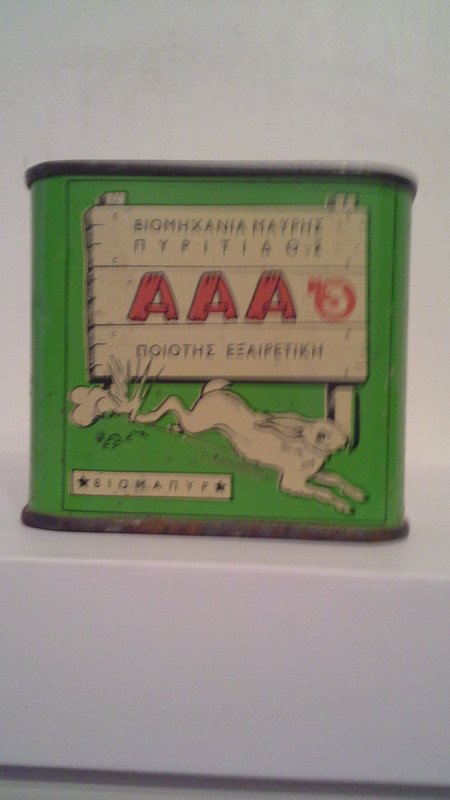 ΒΙΟΜΗΧΑΝΙΑ ΜΑΥΡΗΣ
ΠΥΡΙΤΙΔΟΣ
ΑΑΑ
ΠΟΙΟΤΗΣ ΕΞΑΙΡΕΤΙΚΗ
★ΒΙΟΜΑΠΥΡ★